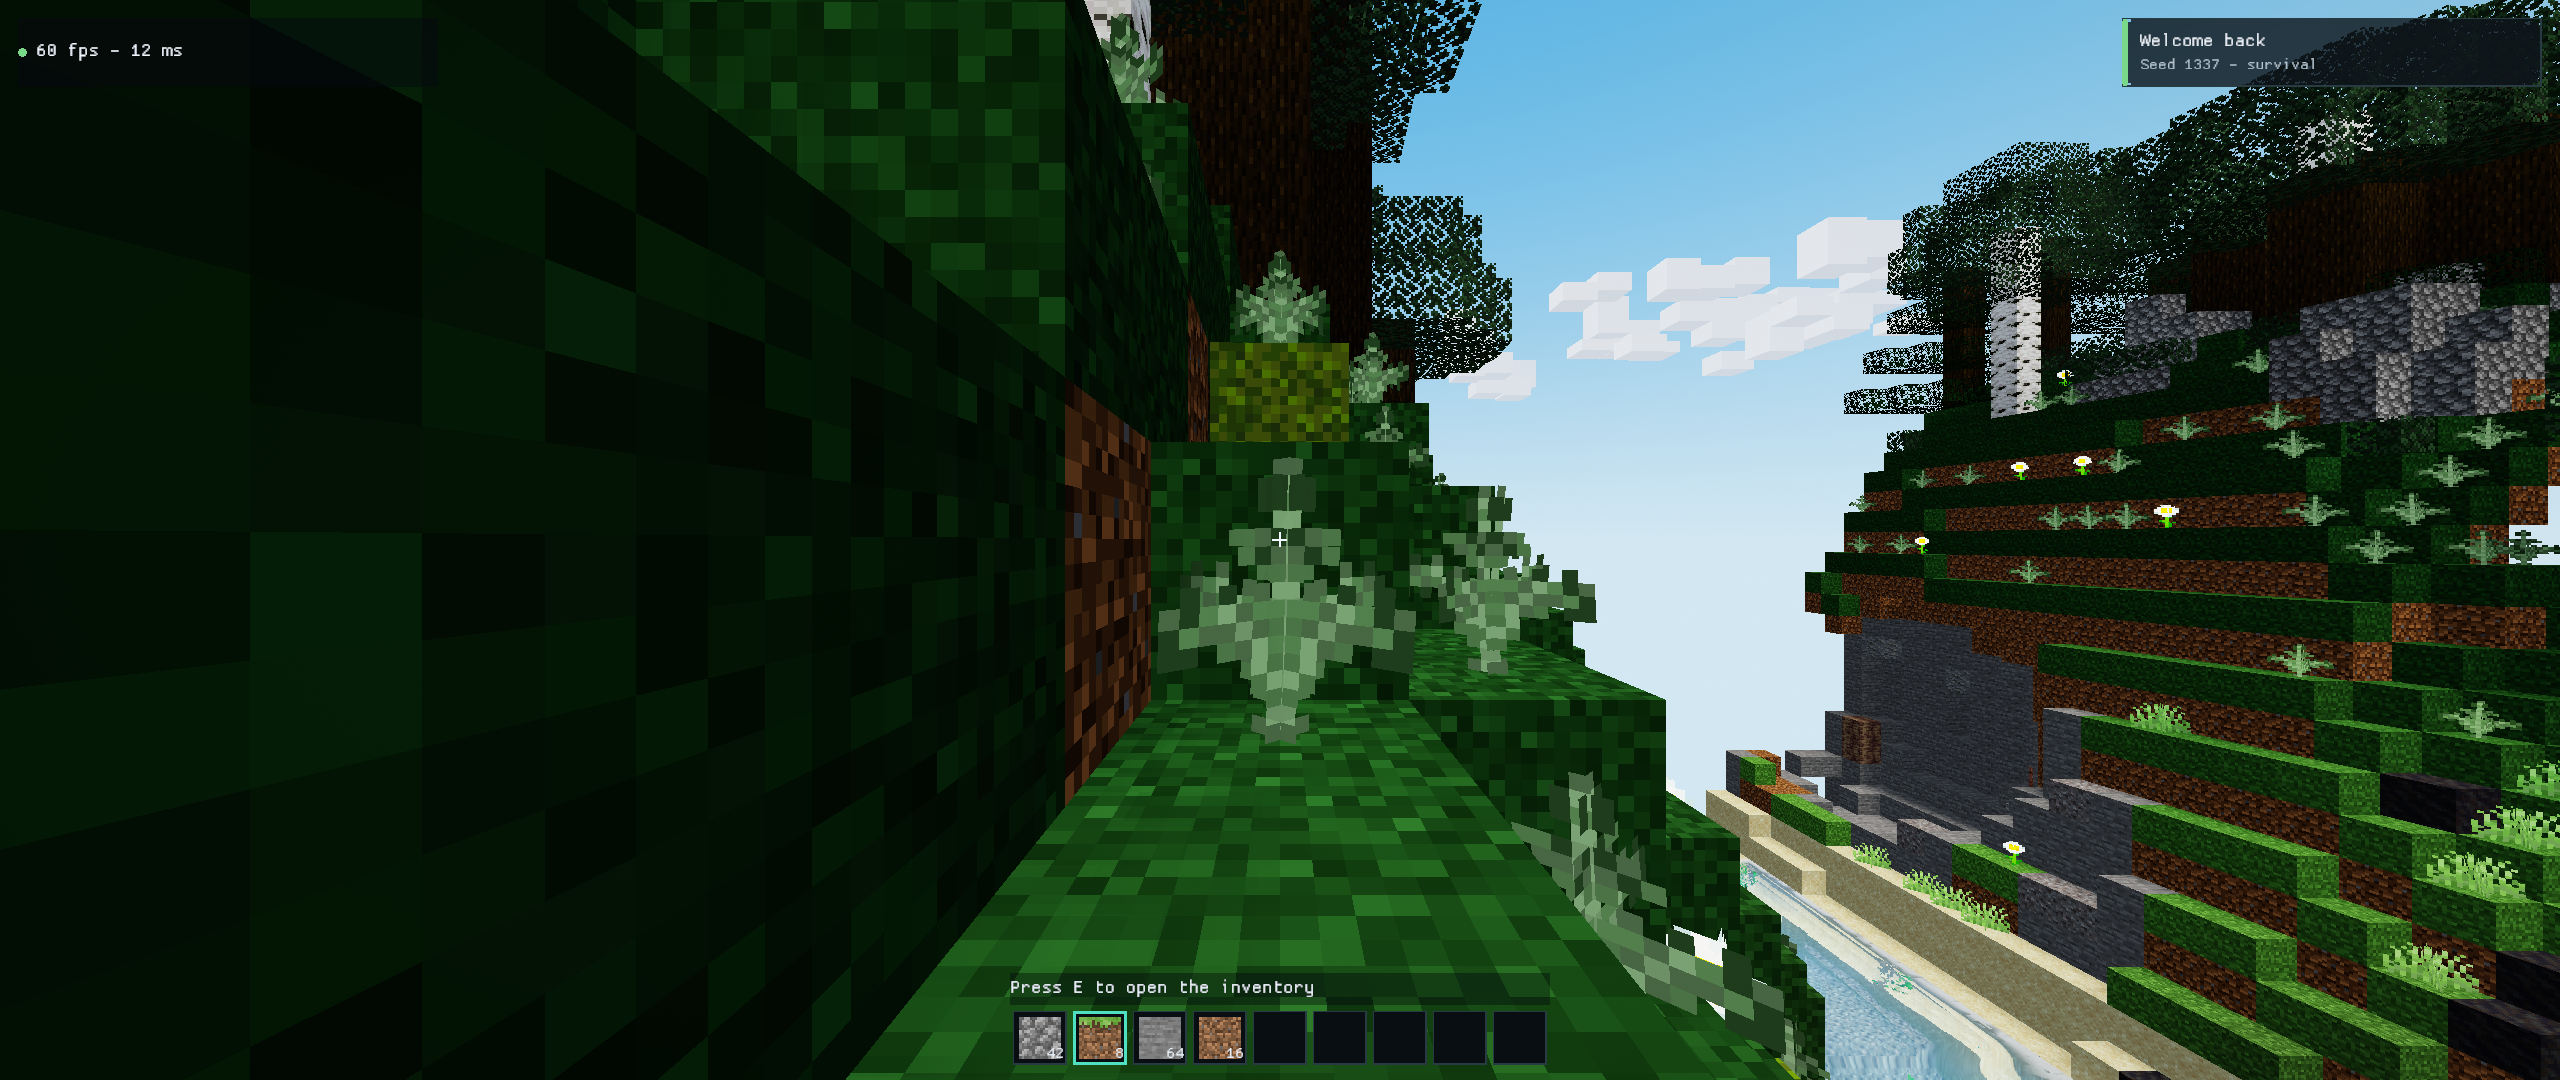 60 fps - 12 ms
Welcome back
Seed 1337 - survival
Press E to open the inventory
42
8
64
16